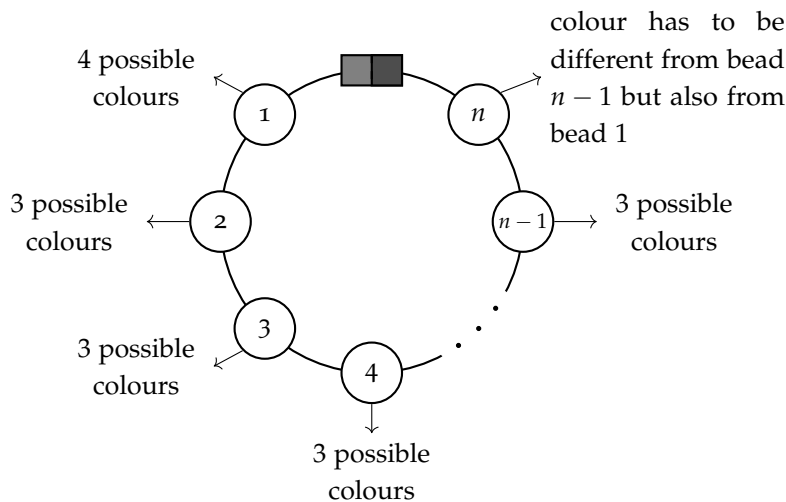 4 possible
colours
colour has to be
different from bead
n − 1 but also from
bead 1
1
n
3 possible
colours
2
n − 1
3 possible
colours
3 possible
colours
3
4
3 possible
colours